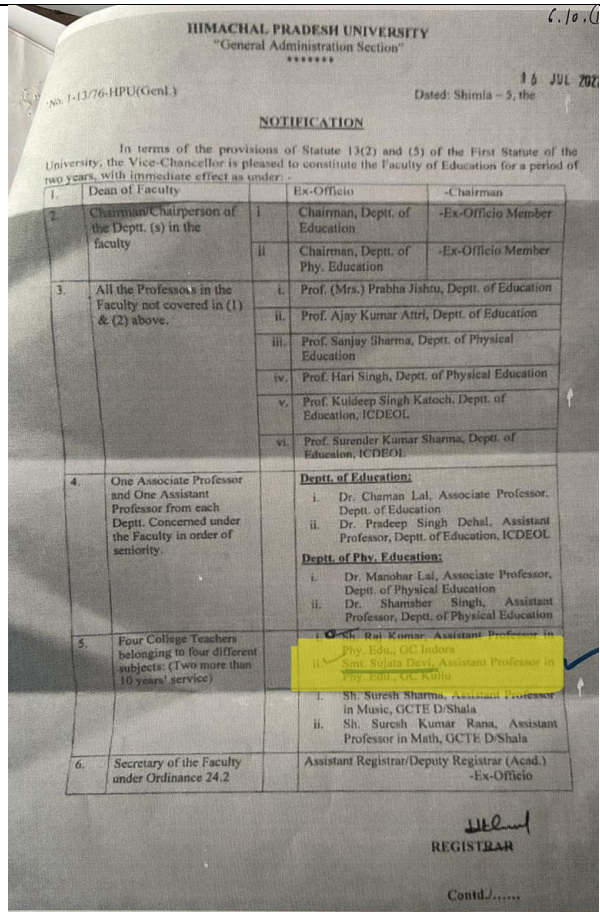 6.10.
HIMACHAL PRADESH UNIVERSITY
"General Administration Section"
*******
No. 1-13/76-HPU(Genl.)
16 JUL 202
Dated: Shimla – 5, the
NOTIFICATION
In terms of the provisions of Statute 13(2) and (5) of the First Statute of the
University, the Vice-Chancellor is pleased to constitute the Faculty of Education for a period of
two years, with immediate effect as under: -
1. Dean of Faculty Ex-Officio -Chairman
2. Chairman/Chairperson of i Chairman, Deptt. of -Ex-Officio Member
the Deptt. (s) in the Education
faculty ii Chairman, Deptt. of -Ex-Officio Member
Phy. Education
3. All the Professors in the i. Prof. (Mrs.) Prabha Jishtu, Deptt. of Education
Faculty not covered in (1)
& (2) above. ii. Prof. Ajay Kumar Attri, Deptt. of Education
iii. Prof. Sanjay Sharma, Deptt. of Physical
Education
iv. Prof. Hari Singh, Deptt. of Physical Education
v. Prof. Kuldeep Singh Katoch, Deptt. of
Education, ICDEOL
vi. Prof. Surender Kumar Sharma, Deptt. of
Education, ICDEOL
4. One Associate Professor Deptt. of Education:
and One Assistant i. Dr. Chaman Lal, Associate Professor,
Professor from each Deptt. of Education
Deptt. Concerned under ii. Dr. Pradeep Singh Dehal, Assistant
the Faculty in order of Professor, Deptt. of Education, ICDEOL
seniority.
Deptt. of Phy. Education:
i. Dr. Manohar Lal, Associate Professor,
Deptt. of Physical Education
ii. Dr. Shamsher Singh, Assistant
Professor, Deptt. of Physical Education
5. Four College Teachers i. Sh. Raj Kumar, Assistant Professor in
belonging to four different Phy. Edu., GC Indora
subjects: (Two more than ii. Smt. Sujata Devi, Assistant Professor in
10 years' service) Phy. Edu., GC Kullu
i. Sh. Suresh Sharma, Assistant Professor
in Music, GCTE D/Shala
ii. Sh. Suresh Kumar Rana, Assistant
Professor in Math, GCTE D/Shala
6. Secretary of the Faculty Assistant Registrar/Deputy Registrar (Acad.)
under Ordinance 24.2 -Ex-Officio
REGISTRAR
Contd./......